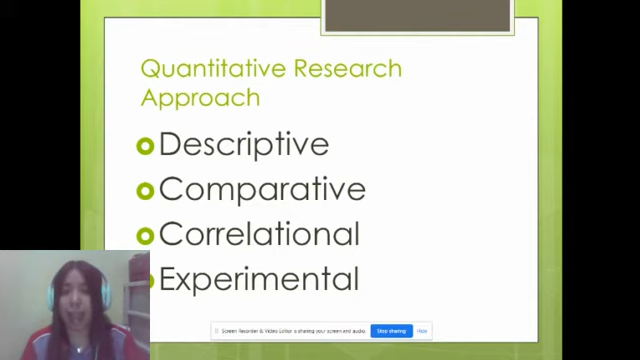 Quantitative Research
Approach
Descriptive
Comparative
Correlational
Experimental
Screen Recorder & Video Editor is sharing your screen and audio.
Stop sharing
Hide